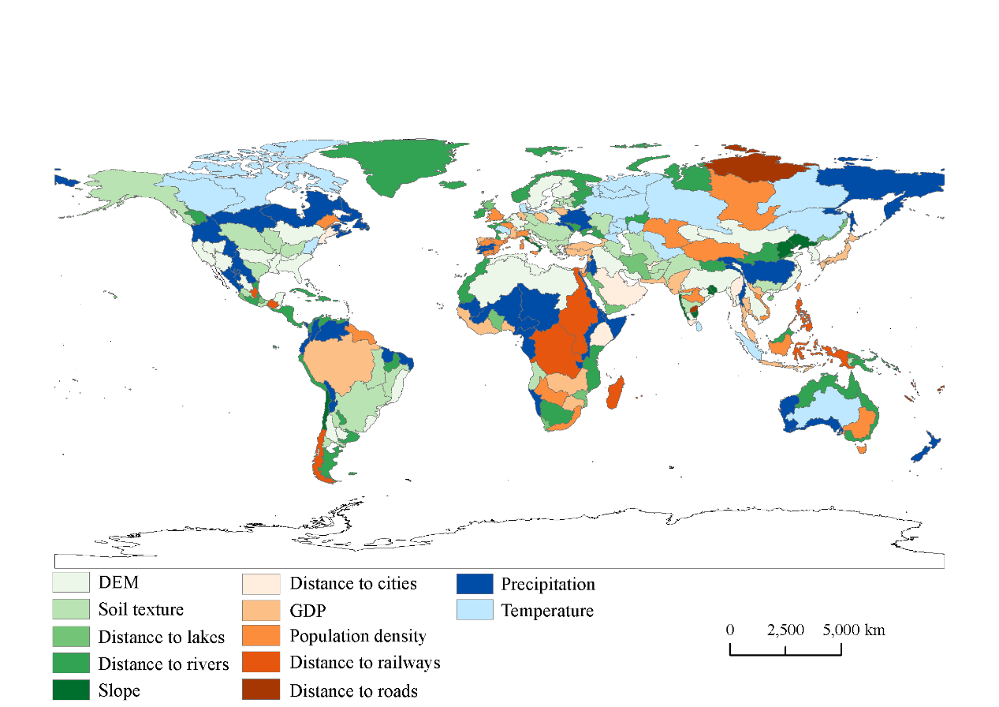 DEM
Soil texture
Distance to lakes
Distance to rivers
Slope
Distance to cities
GDP
Population density
Distance to railways
Distance to roads
Precipitation
Temperature
0 2,500 5,000 km